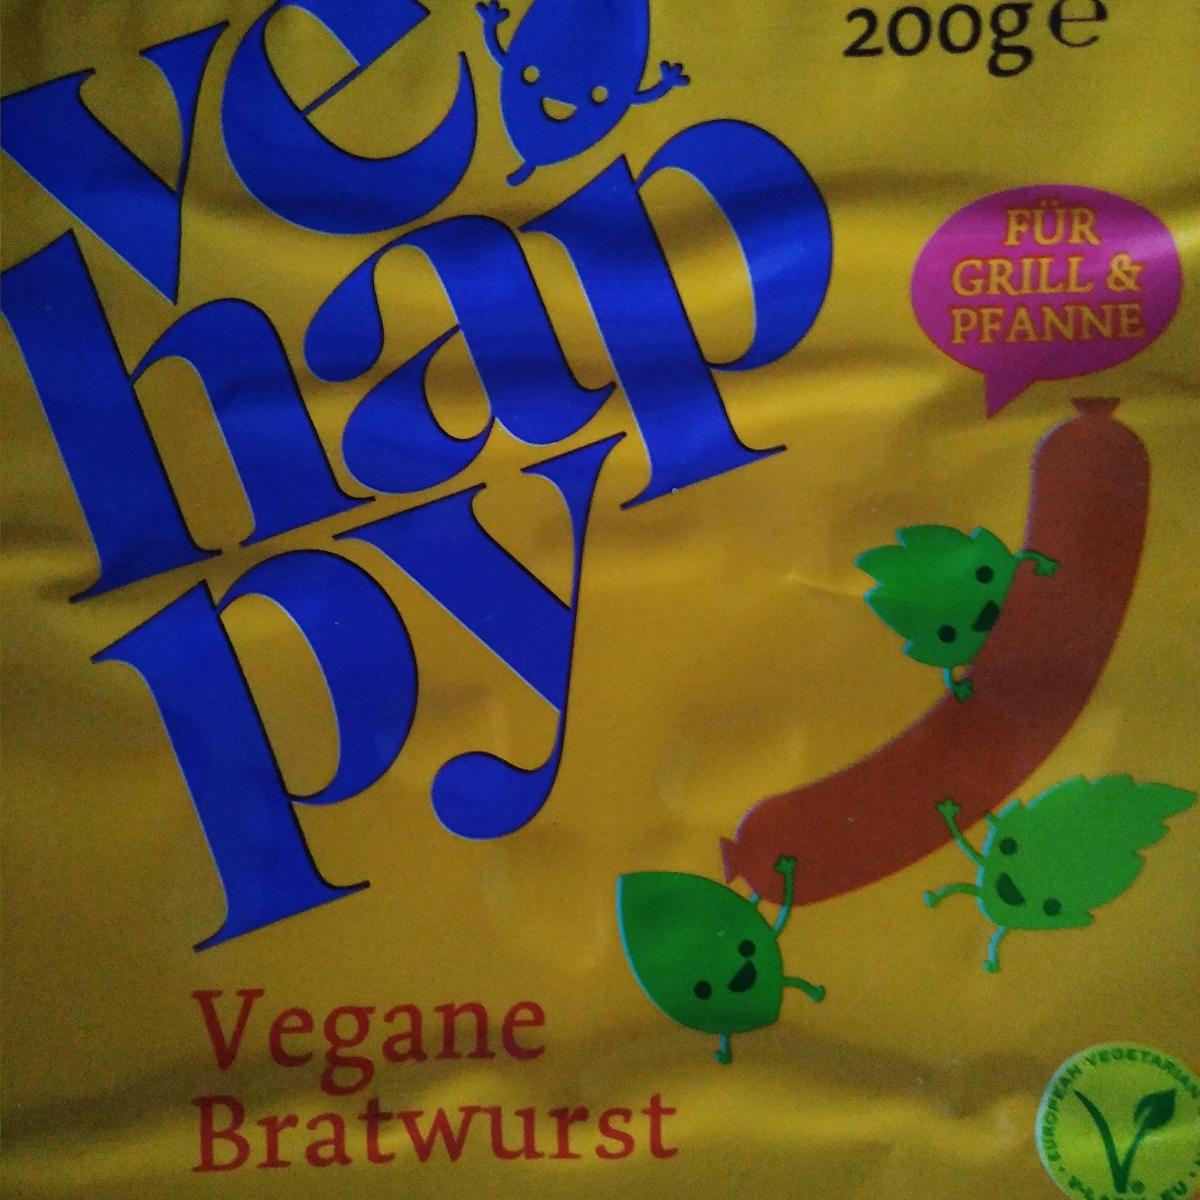 200g e
ve
hap
py
FÜR
GRILL &
PFANNE
Vegane
Bratwurst
EUROPEAN VEGETARIAN